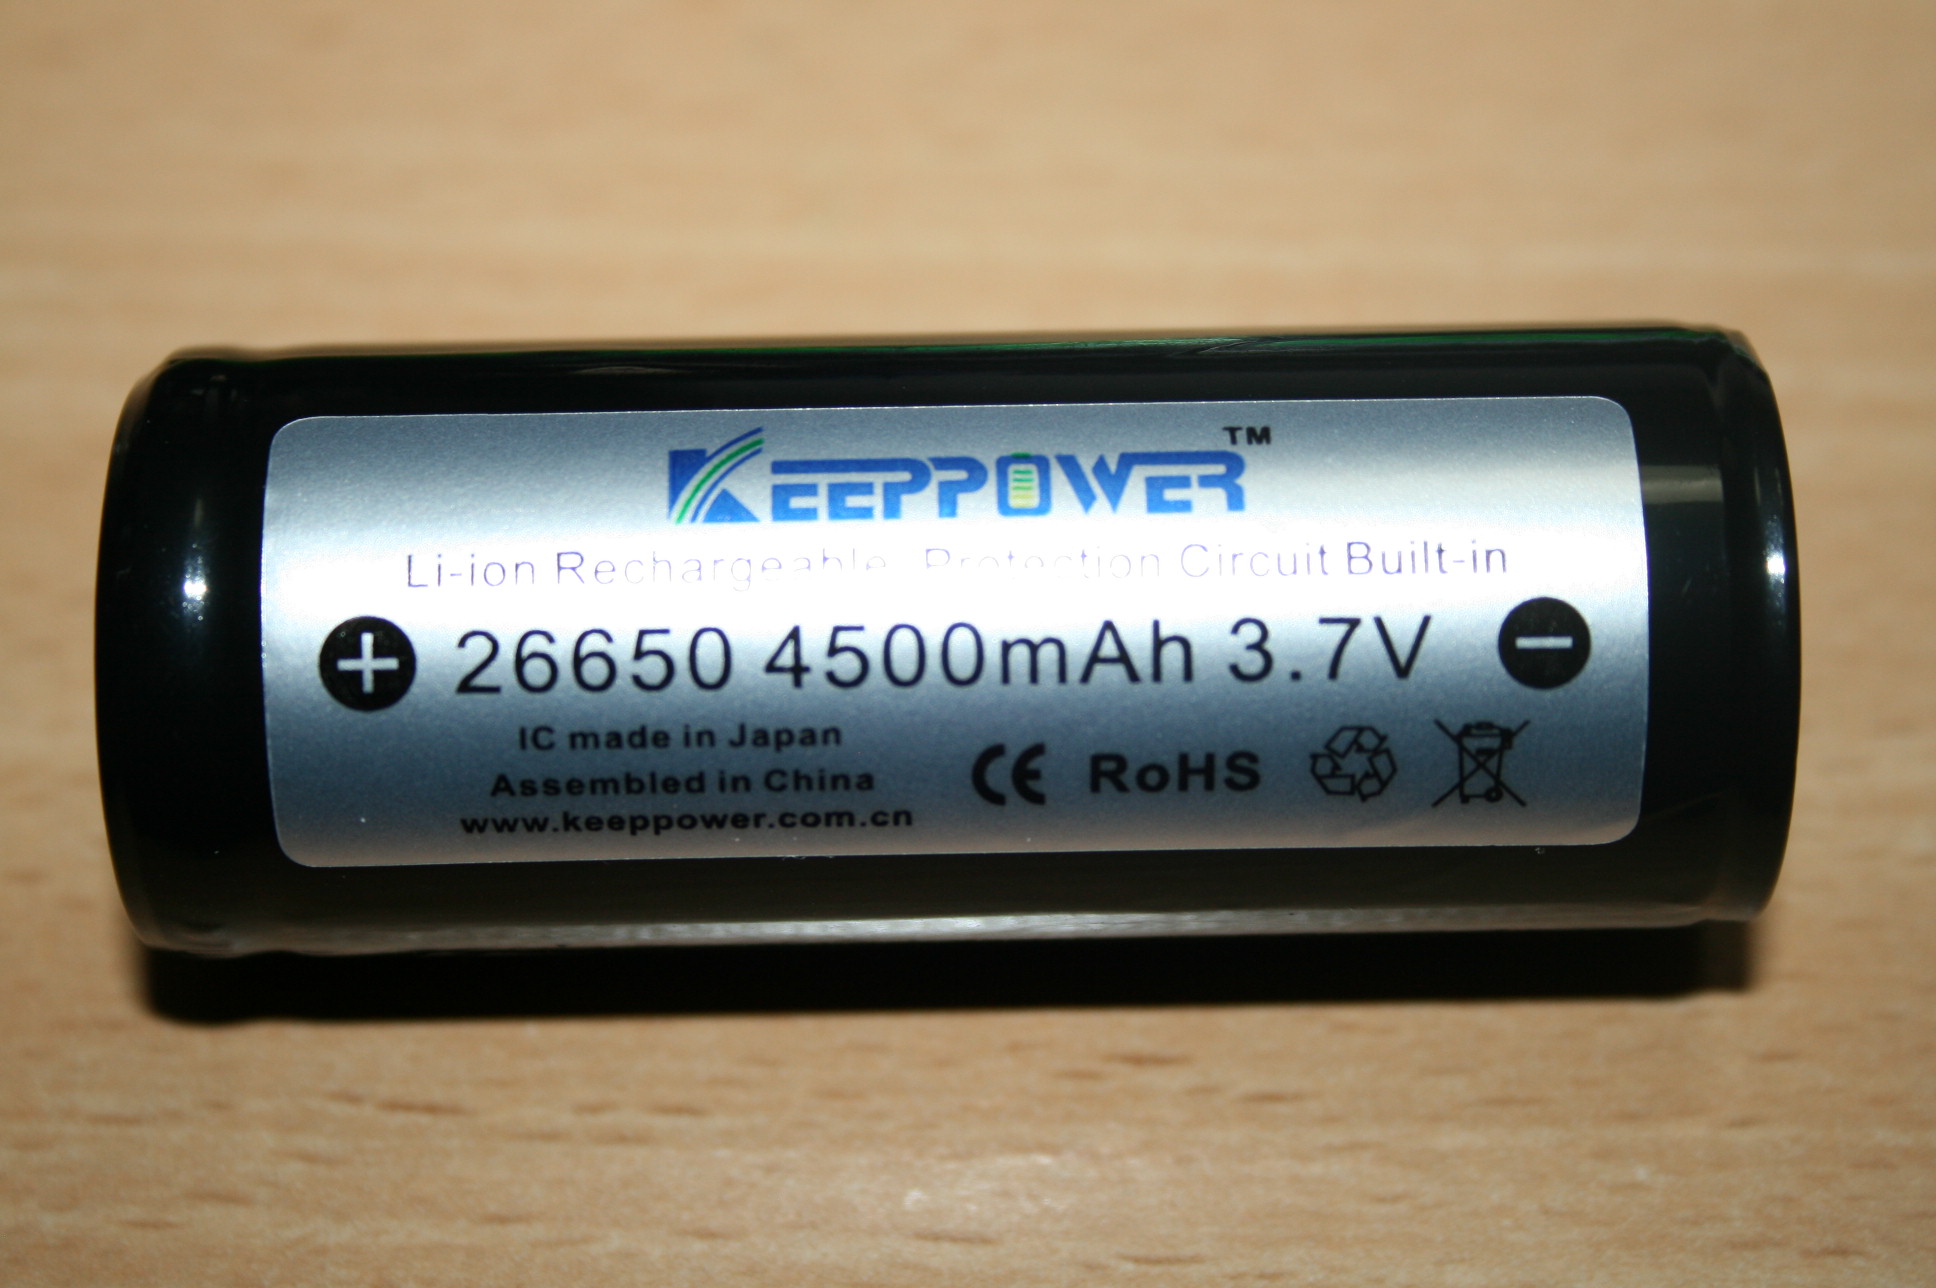 KEEPPOWER™
Li-ion Rechargeable Protection Circuit Built-in
+ 26650 4500mAh 3.7V −
IC made in Japan
Assembled in China
www.keeppower.com.cn
CE RoHS